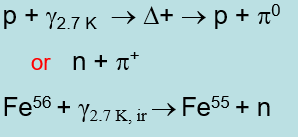 p + γ2.7 K → Δ+ → p + π⁰
or n + π⁺
Fe⁵⁶ + γ2.7 K, ir → Fe⁵⁵ + n